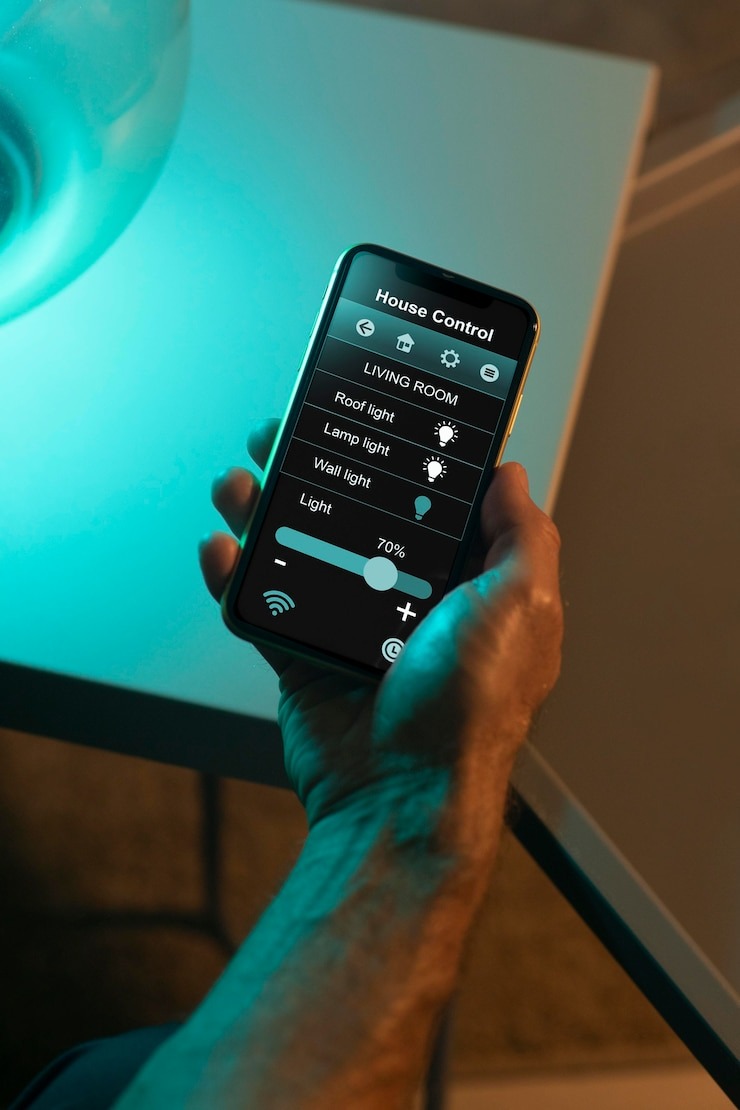 House Control
LIVING ROOM
Roof light
Lamp light
Wall light
Light
70%
-
+